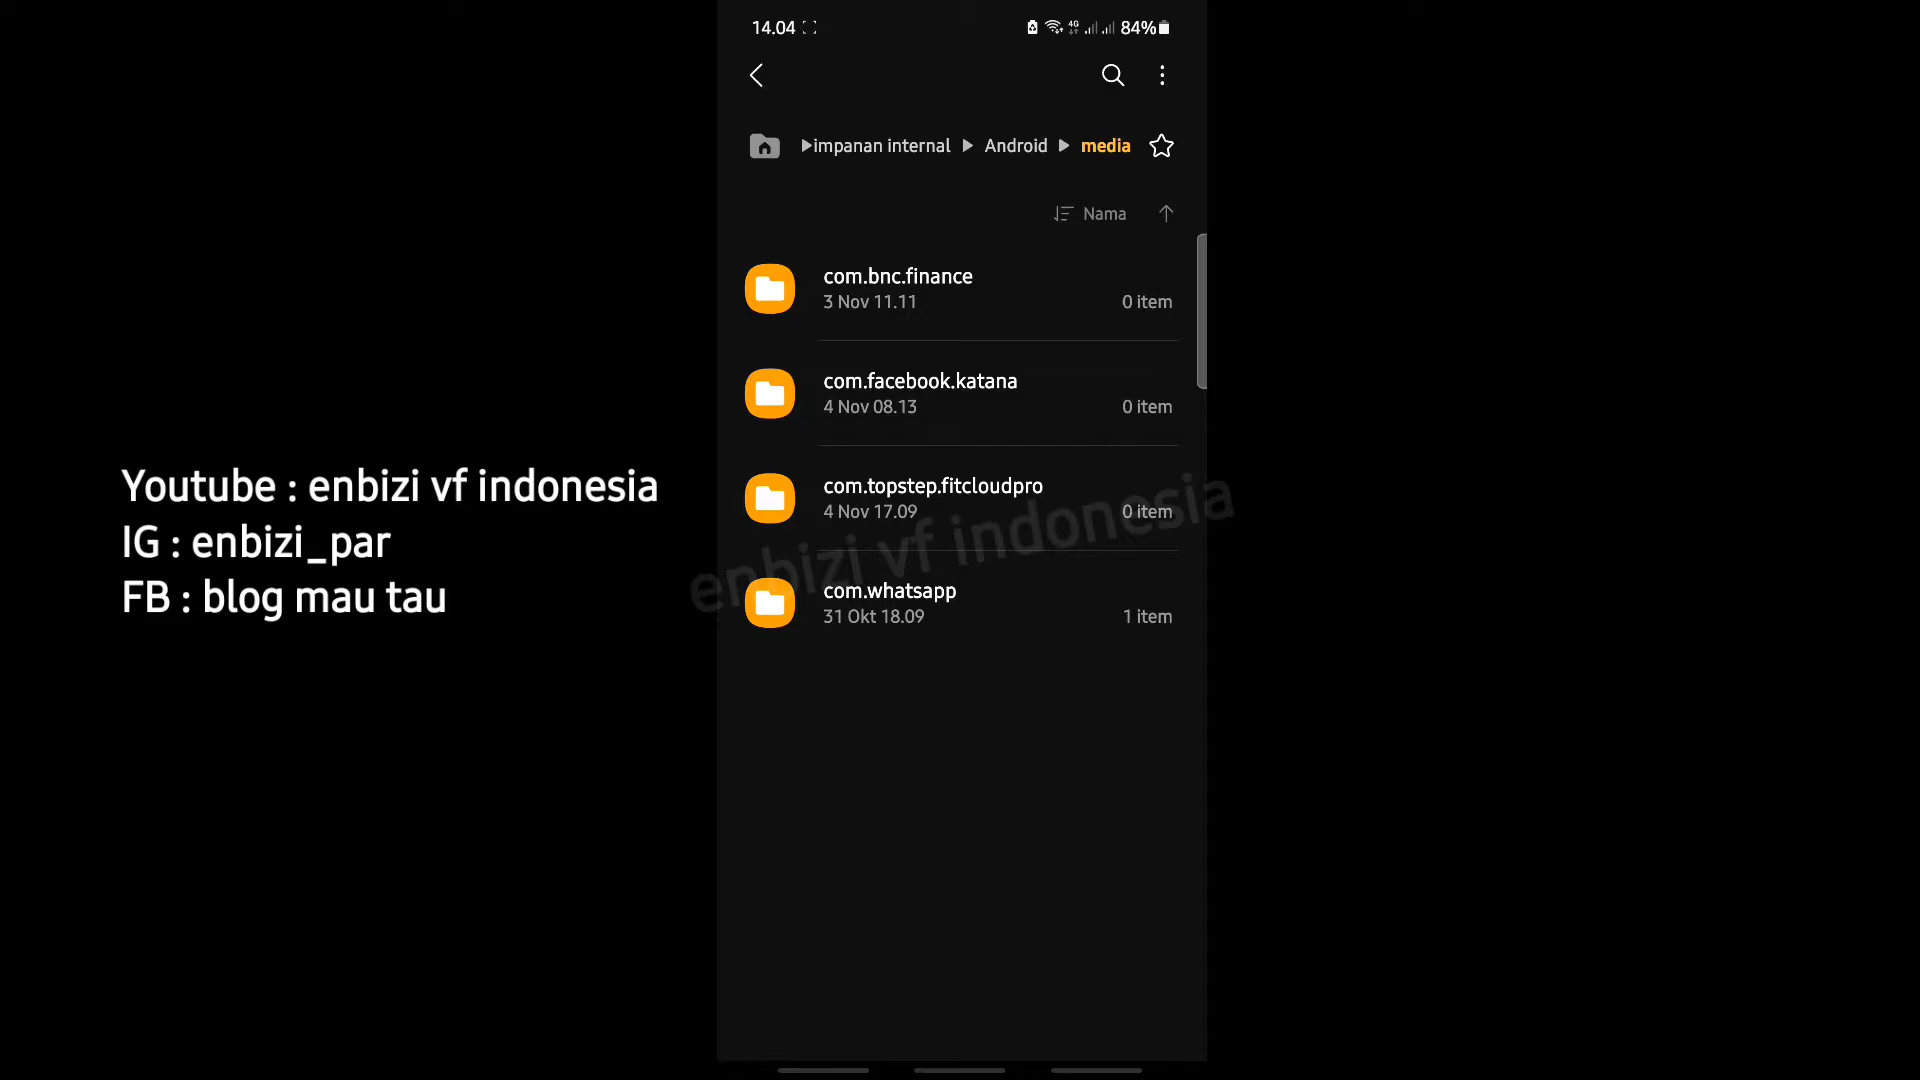 14.04
4G
84%
impanan internal
Android
media
Nama
com.bnc.finance
3 Nov 11.11
0 item
com.facebook.katana
4 Nov 08.13
0 item
com.topstep.fitcloudpro
4 Nov 17.09
0 item
com.whatsapp
31 Okt 18.09
1 item
Youtube : enbizi vf indonesia
IG : enbizi_par
FB : blog mau tau
enbizi vf indonesia